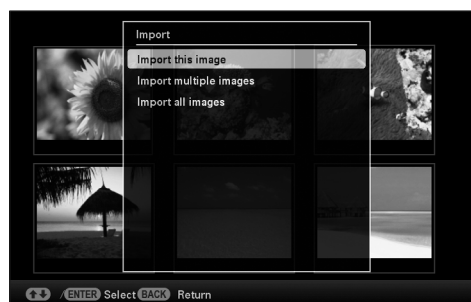 Import
Import this image
Import multiple images
Import all images
/ENTER Select BACK Return